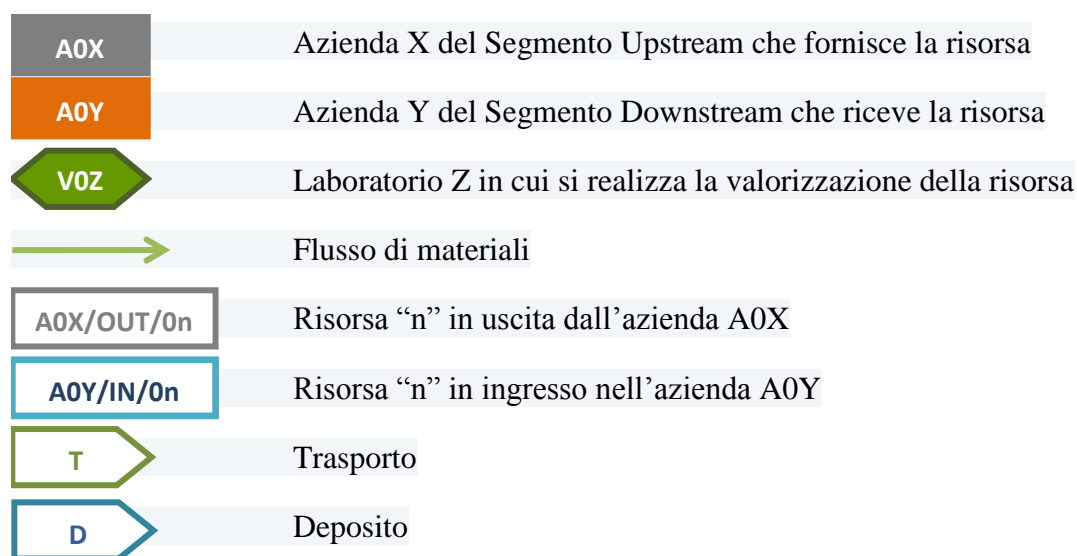 A0X Azienda X del Segmento Upstream che fornisce la risorsa
A0Y Azienda Y del Segmento Downstream che riceve la risorsa
V0Z Laboratorio Z in cui si realizza la valorizzazione della risorsa
Flusso di materiali
A0X/OUT/0n Risorsa “n” in uscita dall’azienda A0X
A0Y/IN/0n Risorsa “n” in ingresso nell’azienda A0Y
T Trasporto
D Deposito